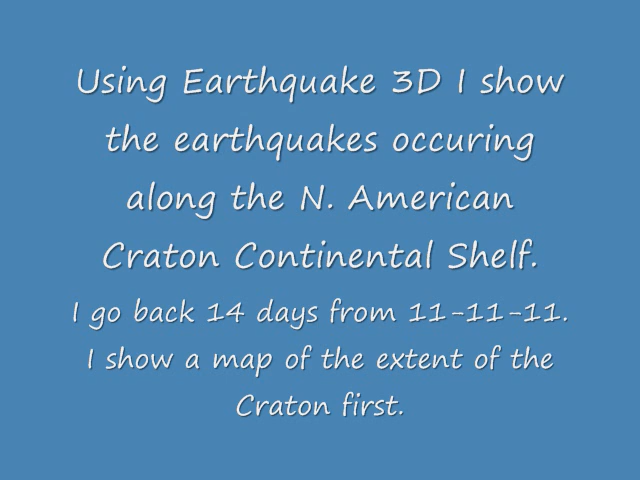 Using Earthquake 3D I show
the earthquakes occuring
along the N. American
Craton Continental Shelf.
I go back 14 days from 11-11-11.
I show a map of the extent of the
Craton first.